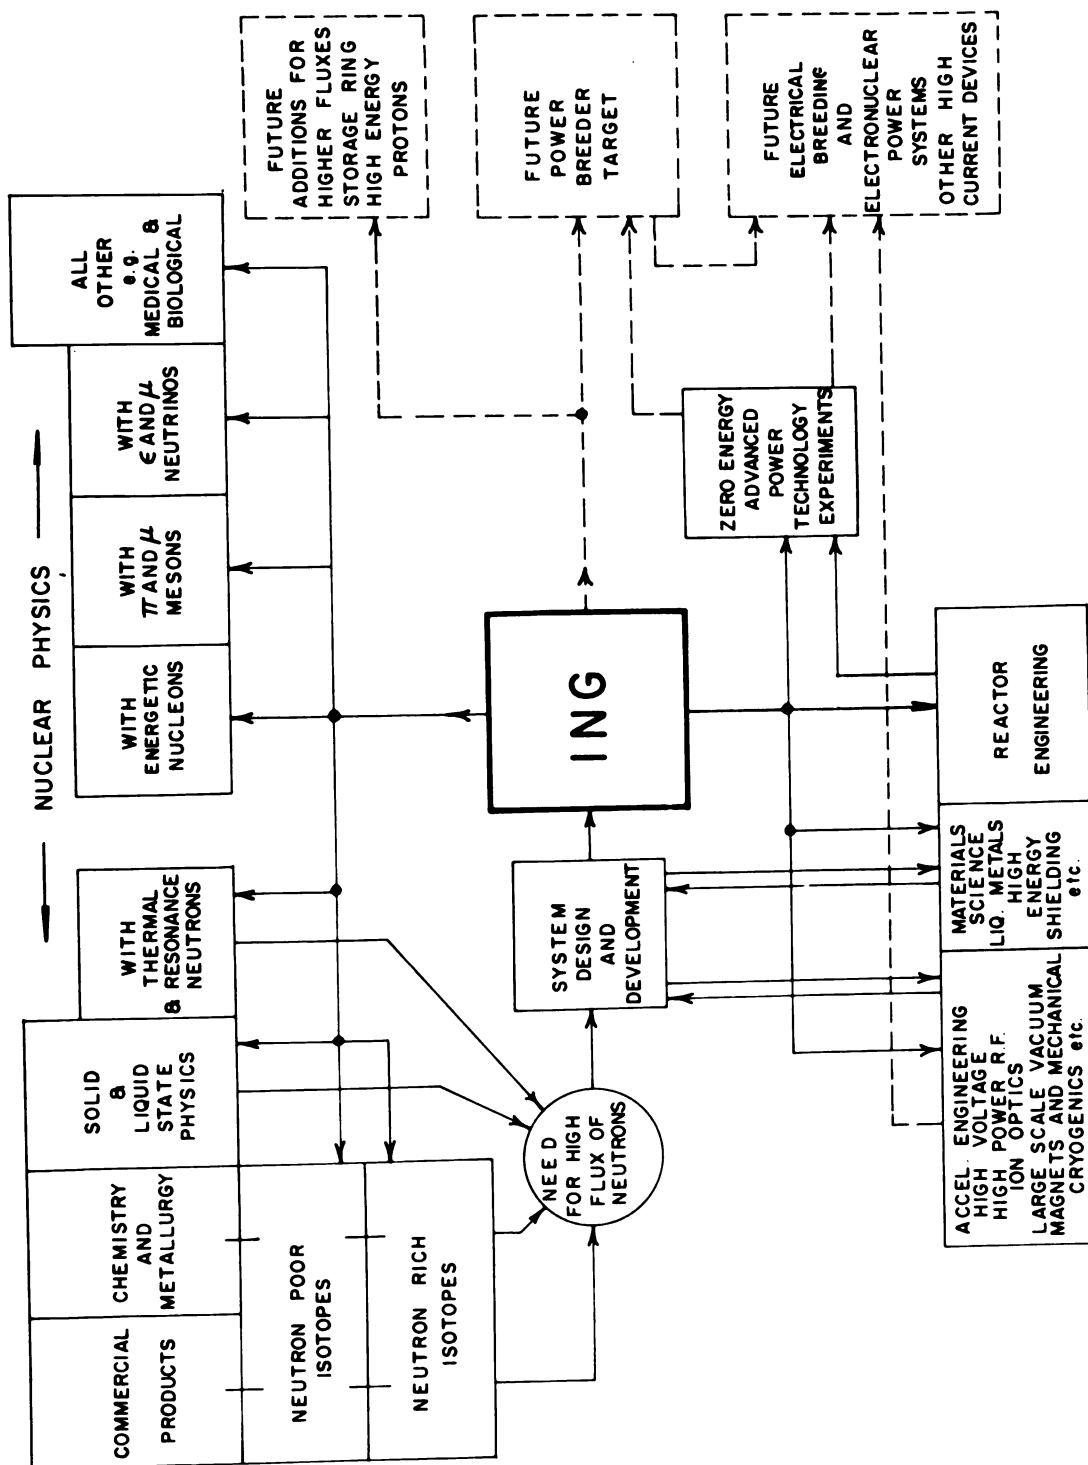 NUCLEAR PHYSICS
COMMERCIAL
PRODUCTS
CHEMISTRY
AND
METALLURGY
SOLID
&
LIQUID
STATE
PHYSICS
WITH
THERMAL
& RESONANCE
NEUTRONS
WITH
ENERGETIC
NUCLEONS
WITH
π AND μ
MESONS
WITH
ϵ AND μ
NEUTRINOS
ALL
OTHER
e.g.
MEDICAL &
BIOLOGICAL
NEUTRON POOR
ISOTOPES
NEUTRON RICH
ISOTOPES
NEED
FOR HIGH
FLUX OF
NEUTRONS
SYSTEM
DESIGN
AND
DEVELOPMENT
ING
FUTURE
ADDITIONS FOR
HIGHER FLUXES
STORAGE RING
HIGH ENERGY
PROTONS
FUTURE
POWER
BREEDER
TARGET
FUTURE
ELECTRICAL
BREEDING
AND
ELECTRONUCLEAR
POWER
SYSTEMS
OTHER HIGH
CURRENT DEVICES
ZERO ENERGY
ADVANCED
POWER
TECHNOLOGY
EXPERIMENTS
ACCEL. ENGINEERING
HIGH VOLTAGE
HIGH POWER R.F.
ION OPTICS
LARGE SCALE VACUUM
MAGNETS AND MECHANICAL
CRYOGENICS etc.
MATERIALS
SCIENCE
LIQ. METALS
HIGH
ENERGY
SHIELDING
etc.
REACTOR
ENGINEERING